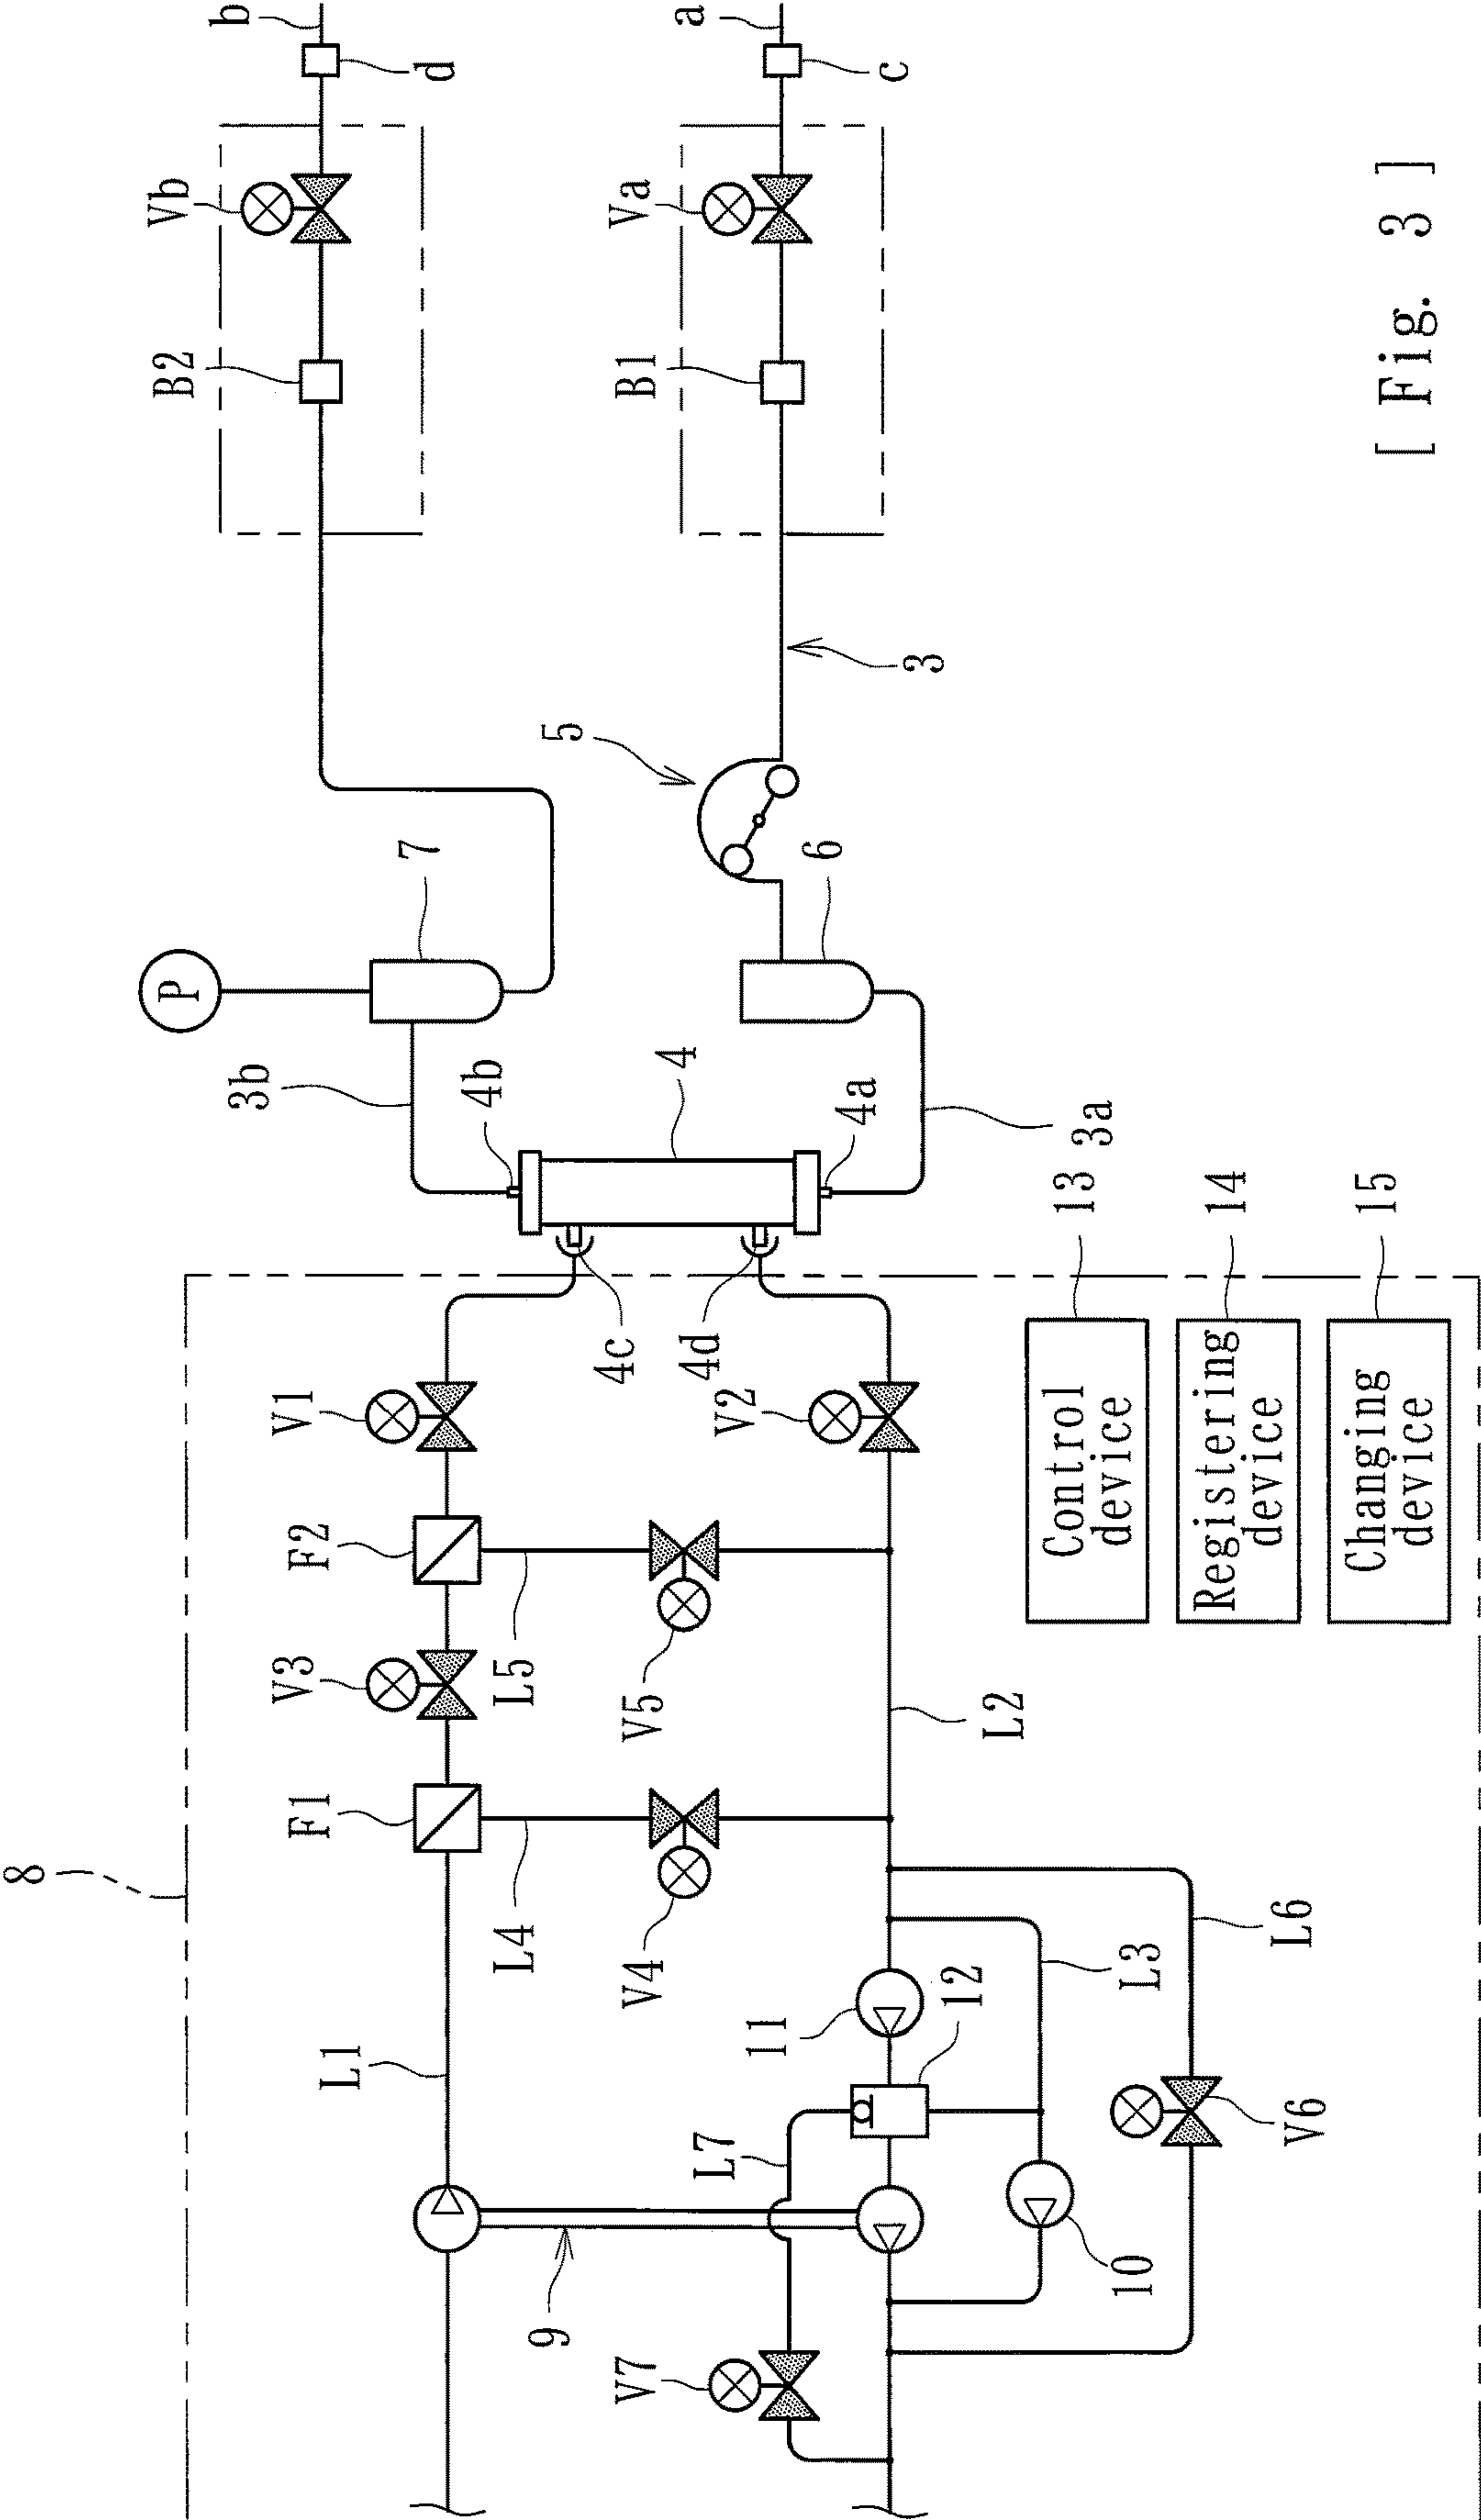 [ Fig. 3 ]
8
L1
F1
V3
F2
V1
4c
4b
3b
P
7
B2
Vb
d
b
L4
L5
V4
V5
4d
4
5
B1
Va
c
a
9
V7
L7
11
12
L2
V2
4a
6
3
3a
10
L3
L6
V6
Control
device
13
Registering
device
14
Changing
device
15